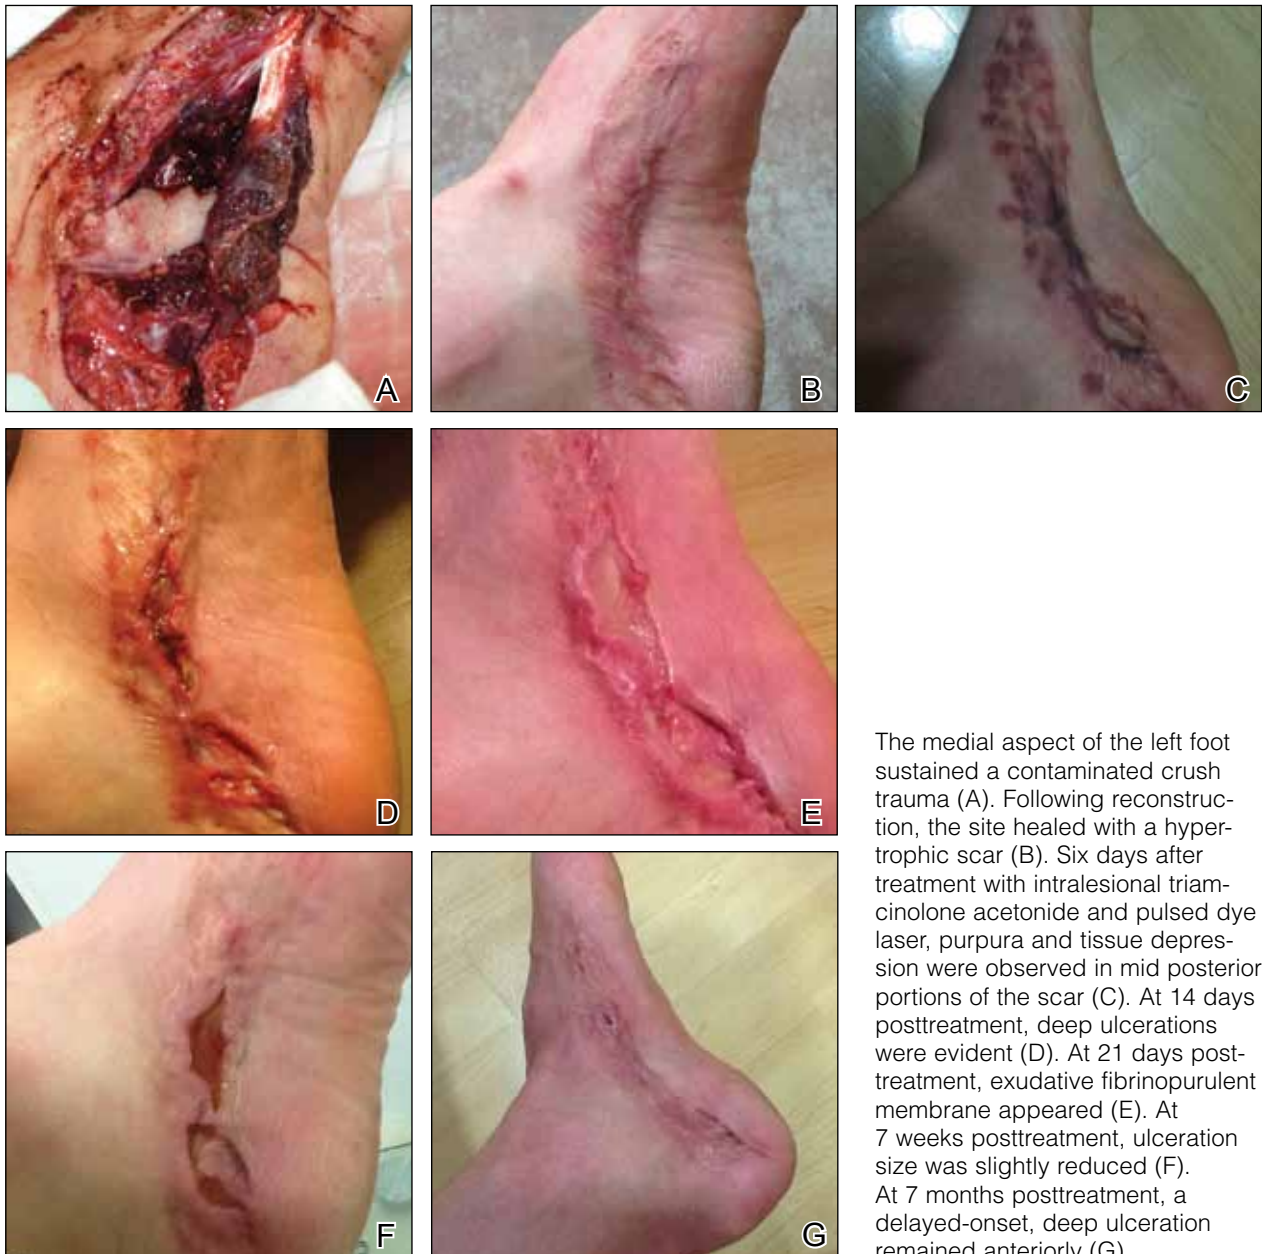 A
B
C
D
E
F
G
The medial aspect of the left foot
sustained a contaminated crush
trauma (A). Following reconstruc-
tion, the site healed with a hyper-
trophic scar (B). Six days after
treatment with intralesional triam-
cinolone acetonide and pulsed dye
laser, purpura and tissue depres-
sion were observed in mid posterior
portions of the scar (C). At 14 days
posttreatment, deep ulcerations
were evident (D). At 21 days post-
treatment, exudative fibrinopurulent
membrane appeared (E). At
7 weeks posttreatment, ulceration
size was slightly reduced (F).
At 7 months posttreatment, a
delayed-onset, deep ulceration
remained anteriorly (G).